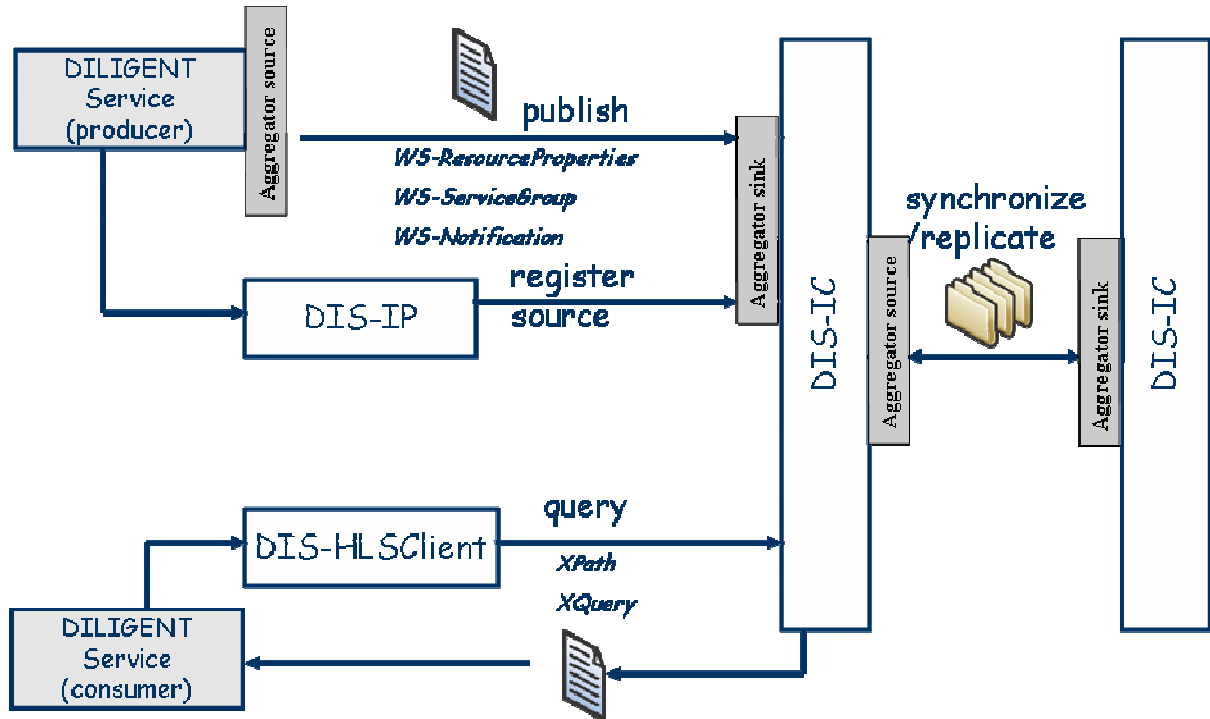 DILIGENT
Service
(producer)
Aggregator source
publish
WS-ResourceProperties
WS-ServiceGroup
WS-Notification
Aggregator sink
DIS-IP
register
source
DIS-IC
Aggregator source
synchronize
/replicate
Aggregator sink
DIS-IC
DIS-HLSClient
query
XPath
XQuery
DILIGENT
Service
(consumer)